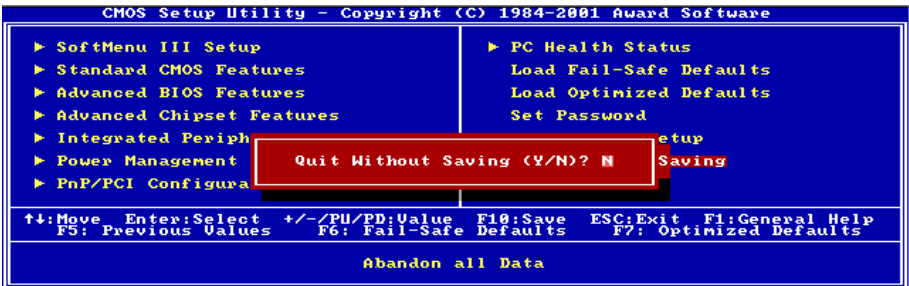 CMOS Setup Utility - Copyright (C) 1984-2001 Award Software
▶ SoftMenu III Setup
▶ Standard CMOS Features
▶ Advanced BIOS Features
▶ Advanced Chipset Features
▶ Integrated Periph
▶ Power Management
▶ PnP/PCI Configura
▶ PC Health Status
Load Fail-Safe Defaults
Load Optimized Defaults
Set Password
etup
Saving
Quit Without Saving (Y/N)? N
↑↓:Move Enter:Select +/-/PU/PD:Value F10:Save ESC:Exit F1:General Help
F5: Previous Values F6: Fail-Safe Defaults F7: Optimized Defaults
Abandon all Data